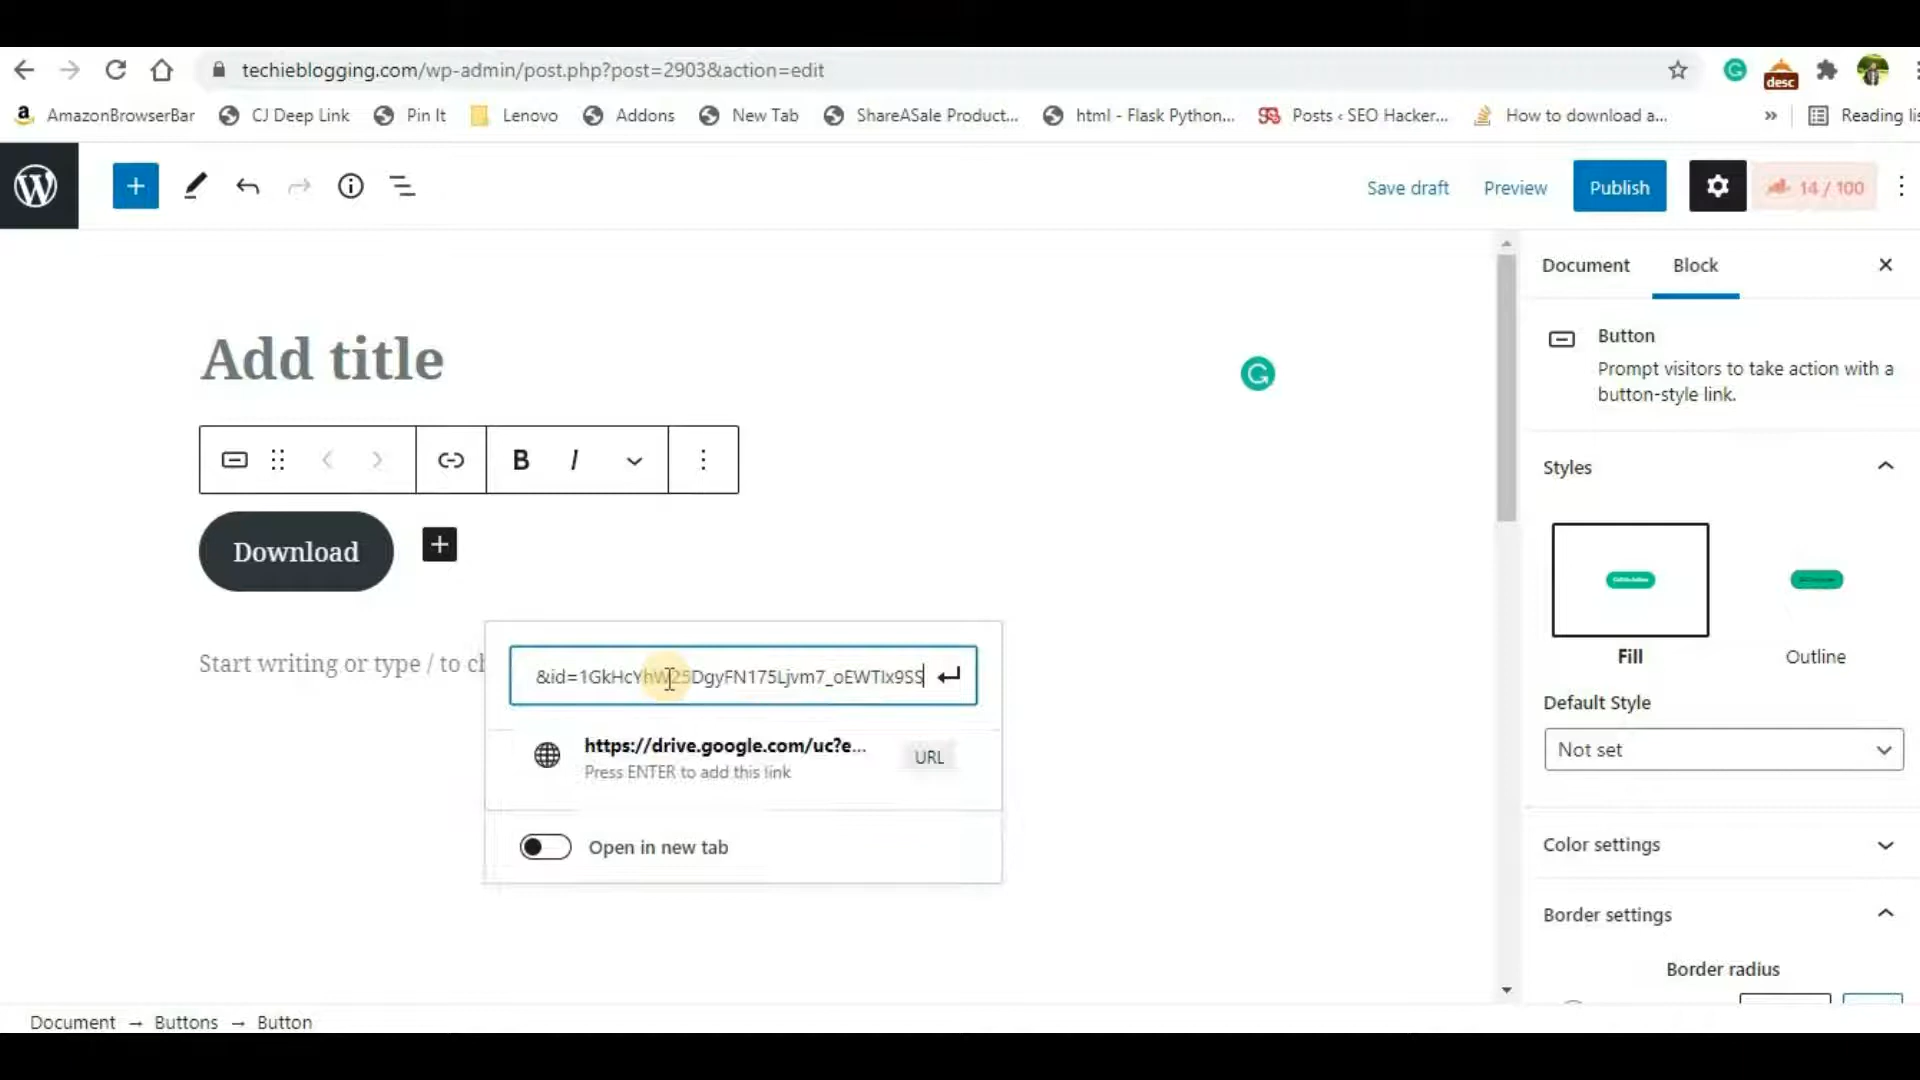 techieblogging.com/wp-admin/post.php?post=2903&action=edit
desc
AmazonBrowserBar CJ Deep Link Pin It Lenovo Addons New Tab ShareASale Product... html - Flask Python... Posts ‹ SEO Hacker... How to download a... » Reading lis
Save draft Preview Publish 14 / 100
Document Block
Add title
Button
Prompt visitors to take action with a
button-style link.
B I
Styles
Download
Start writing or type / to ch
&id=1GkHcYhW25DgyFN175Ljvm7_oEWTIx9SS
Fill Outline
Default Style
Not set
https://drive.google.com/uc?e...
Press ENTER to add this link
URL
Open in new tab
Color settings
Border settings
Border radius
Document → Buttons → Button